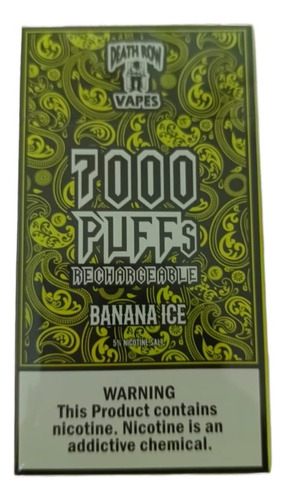 DEATH ROW
VAPES
7000
PUFFs
RECHARGEABLE
BANANA ICE
5% NICOTINE SALT
WARNING
This Product contains
nicotine. Nicotine is an
addictive chemical.